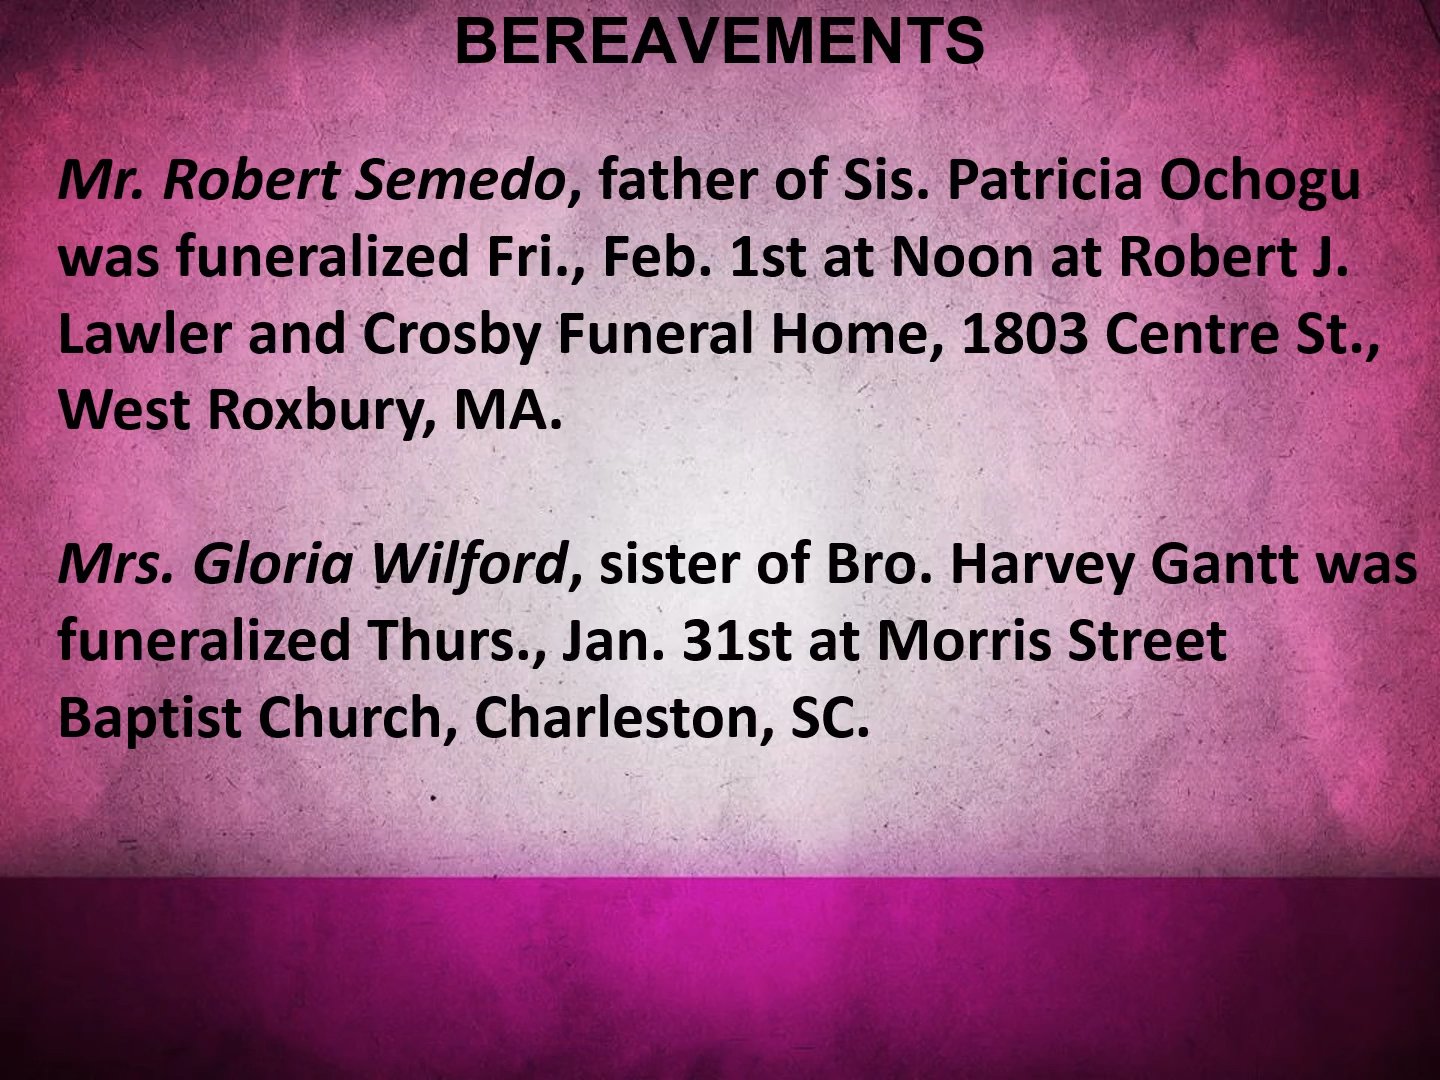 BEREAVEMENTS
Mr. Robert Semedo, father of Sis. Patricia Ochogu
was funeralized Fri., Feb. 1st at Noon at Robert J.
Lawler and Crosby Funeral Home, 1803 Centre St.,
West Roxbury, MA.
Mrs. Gloria Wilford, sister of Bro. Harvey Gantt was
funeralized Thurs., Jan. 31st at Morris Street
Baptist Church, Charleston, SC.